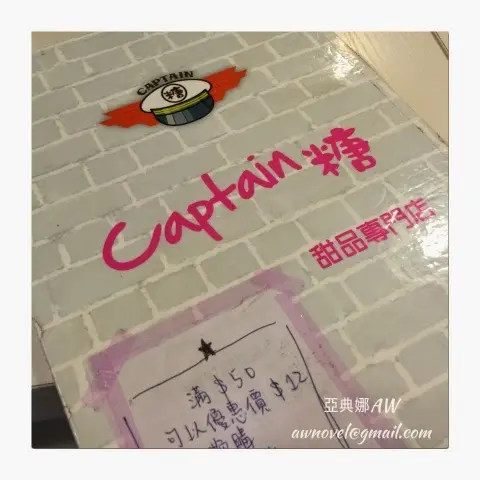 CAPTAIN
糖
Captain 糖
甜品專門店
滿 $50
可以優惠價 $12
亞典娜AW
awnovel@gmail.com